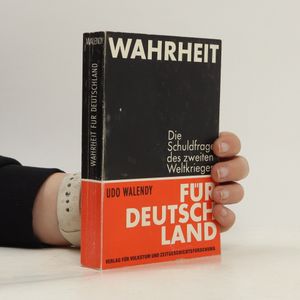 WALENDY
WAHRHEIT FÜR DEUTSCHLAND
WAHRHEIT
Die
Schuldfrage
des zweiten
Weltkrieges
UDO WALENDY
FÜR
DEUTSCH
LAND
VERLAG FÜR VOLKSTUM UND ZEITGESCHICHTSFORSCHUNG